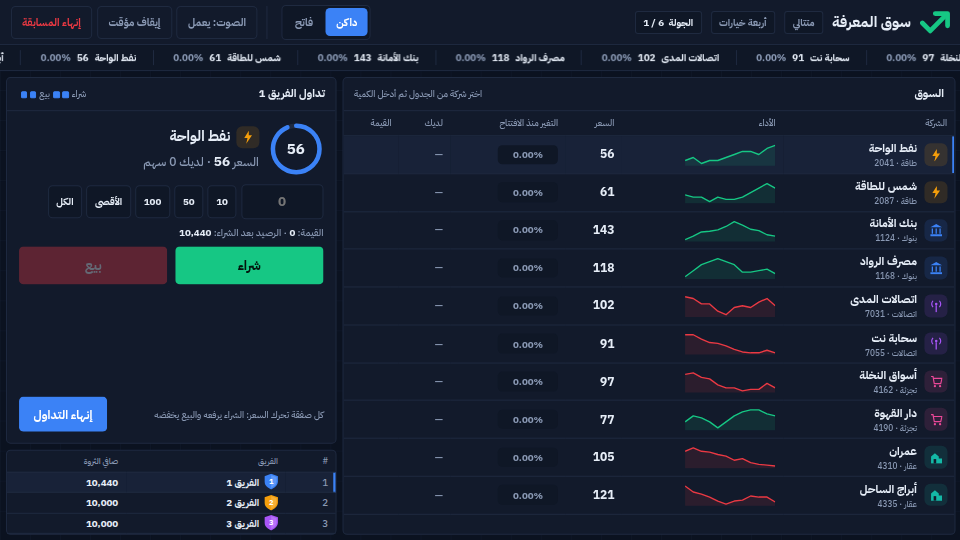 سوق المعرفة
متتالي
أربعة خيارات
الجولة 1 / 6
داكن
فاتح
الصوت: يعمل
إيقاف مؤقت
إنهاء المسابقة
0.00% 97
سحابة نت 91 0.00%
اتصالات المدى 102 0.00%
مصرف الرواد 118 0.00%
بنك الأمانة 143 0.00%
شمس للطاقة 61 0.00%
نفط الواحة 56 0.00%
السوق
اختر شركة من الجدول ثم أدخل الكمية
الشركة الأداء السعر التغير منذ الافتتاح لديك القيمة
نفط الواحة 56 0.00% —
طاقة · 2041
شمس للطاقة 61 0.00% —
طاقة · 2087
بنك الأمانة 143 0.00% —
بنوك · 1124
مصرف الرواد 118 0.00% —
بنوك · 1168
اتصالات المدى 102 0.00% —
اتصالات · 7031
سحابة نت 91 0.00% —
اتصالات · 7055
أسواق النخلة 97 0.00% —
تجزئة · 4162
دار القهوة 77 0.00% —
تجزئة · 4190
عمران 105 0.00% —
عقار · 4310
أبراج الساحل 121 0.00% —
عقار · 4335
تداول الفريق 1
شراء بيع
56
نفط الواحة
السعر 56 · لديك 0 سهم
0
10
50
100
الأقصى
الكل
القيمة: 0 · الرصيد بعد الشراء: 10,440
شراء
بيع
كل صفقة تحرك السعر: الشراء يرفعه والبيع يخفضه
إنهاء التداول
# الفريق صافي الثروة
1 1 الفريق 1 10,440
2 2 الفريق 2 10,000
3 3 الفريق 3 10,000